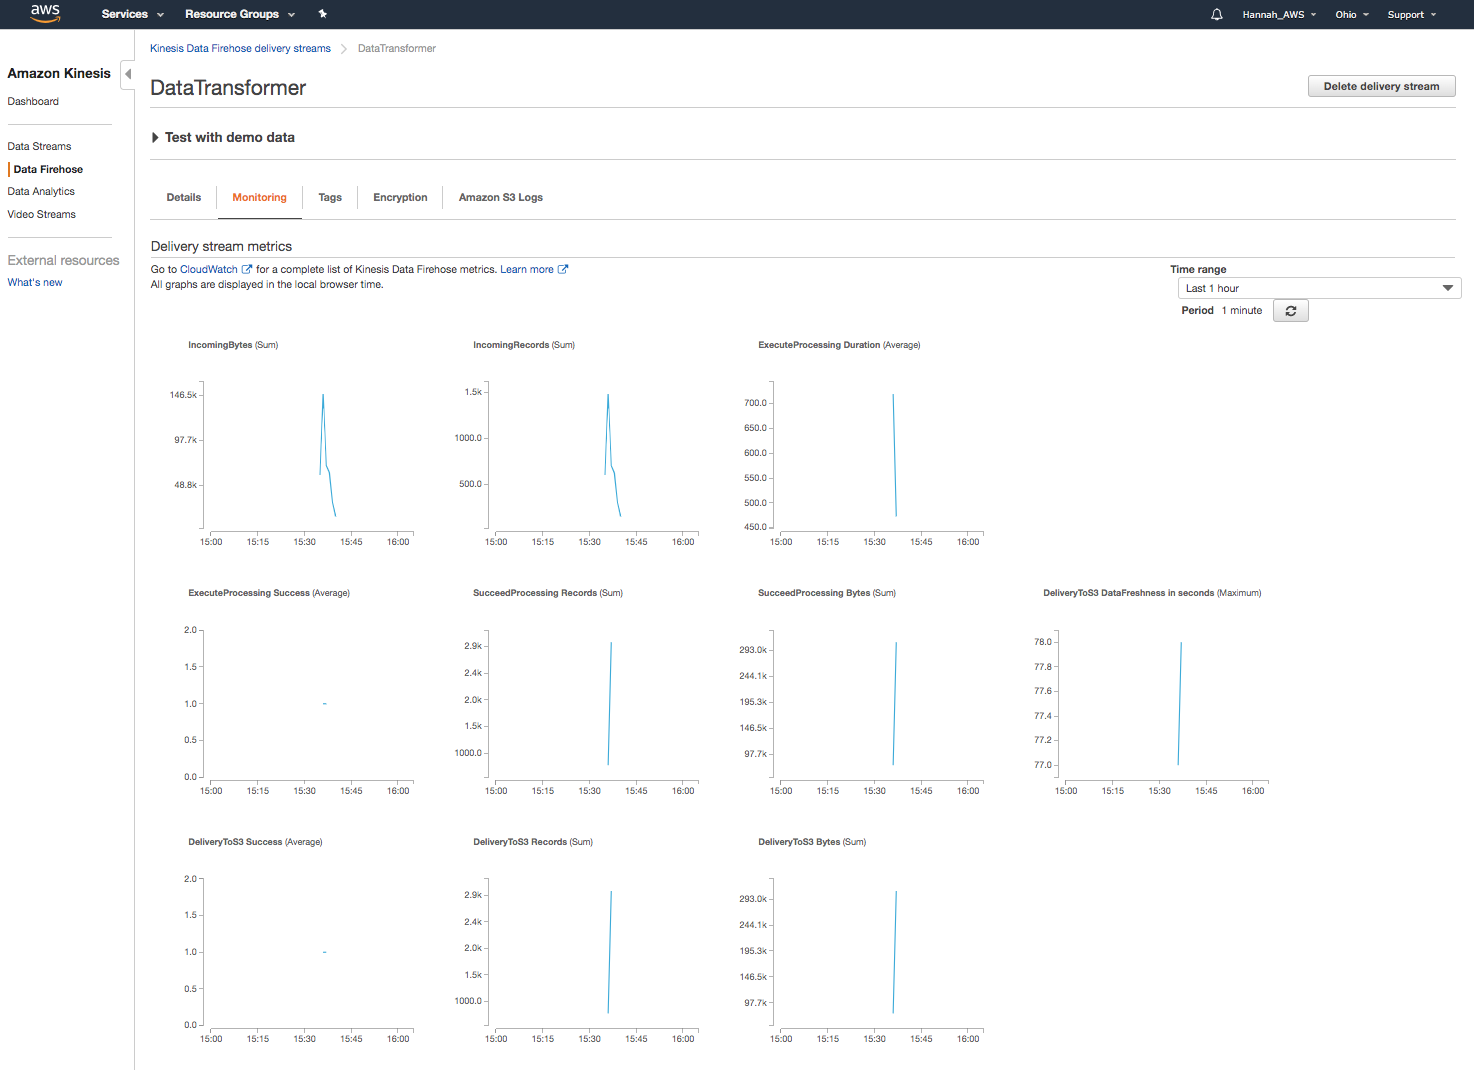 aws Services Resource Groups Hannah_AWS Ohio Support
Kinesis Data Firehose delivery streams DataTransformer
Amazon Kinesis
Dashboard
Data Streams
Data Firehose
Data Analytics
Video Streams
External resources
What's new
DataTransformer
Delete delivery stream
Test with demo data
Details Monitoring Tags Encryption Amazon S3 Logs
Delivery stream metrics
Go to CloudWatch for a complete list of Kinesis Data Firehose metrics. Learn more
All graphs are displayed in the local browser time.
Time range
Last 1 hour
Period 1 minute
IncomingBytes (Sum)
146.5k
97.7k
48.8k
15:00 15:15 15:30 15:45 16:00
IncomingRecords (Sum)
1.5k
1000.0
500.0
15:00 15:15 15:30 15:45 16:00
ExecuteProcessing Duration (Average)
700.0
650.0
600.0
550.0
500.0
450.0
15:00 15:15 15:30 15:45 16:00
ExecuteProcessing Success (Average)
2.0
1.5
1.0
0.5
0.0
15:00 15:15 15:30 15:45 16:00
SucceedProcessing Records (Sum)
2.9k
2.4k
2.0k
1.5k
1000.0
15:00 15:15 15:30 15:45 16:00
SucceedProcessing Bytes (Sum)
293.0k
244.1k
195.3k
146.5k
97.7k
15:00 15:15 15:30 15:45 16:00
DeliveryToS3 DataFreshness in seconds (Maximum)
78.0
77.8
77.6
77.4
77.2
77.0
15:00 15:15 15:30 15:45 16:00
DeliveryToS3 Success (Average)
2.0
1.5
1.0
0.5
0.0
15:00 15:15 15:30 15:45 16:00
DeliveryToS3 Records (Sum)
2.9k
2.4k
2.0k
1.5k
1000.0
15:00 15:15 15:30 15:45 16:00
DeliveryToS3 Bytes (Sum)
293.0k
244.1k
195.3k
146.5k
97.7k
15:00 15:15 15:30 15:45 16:00